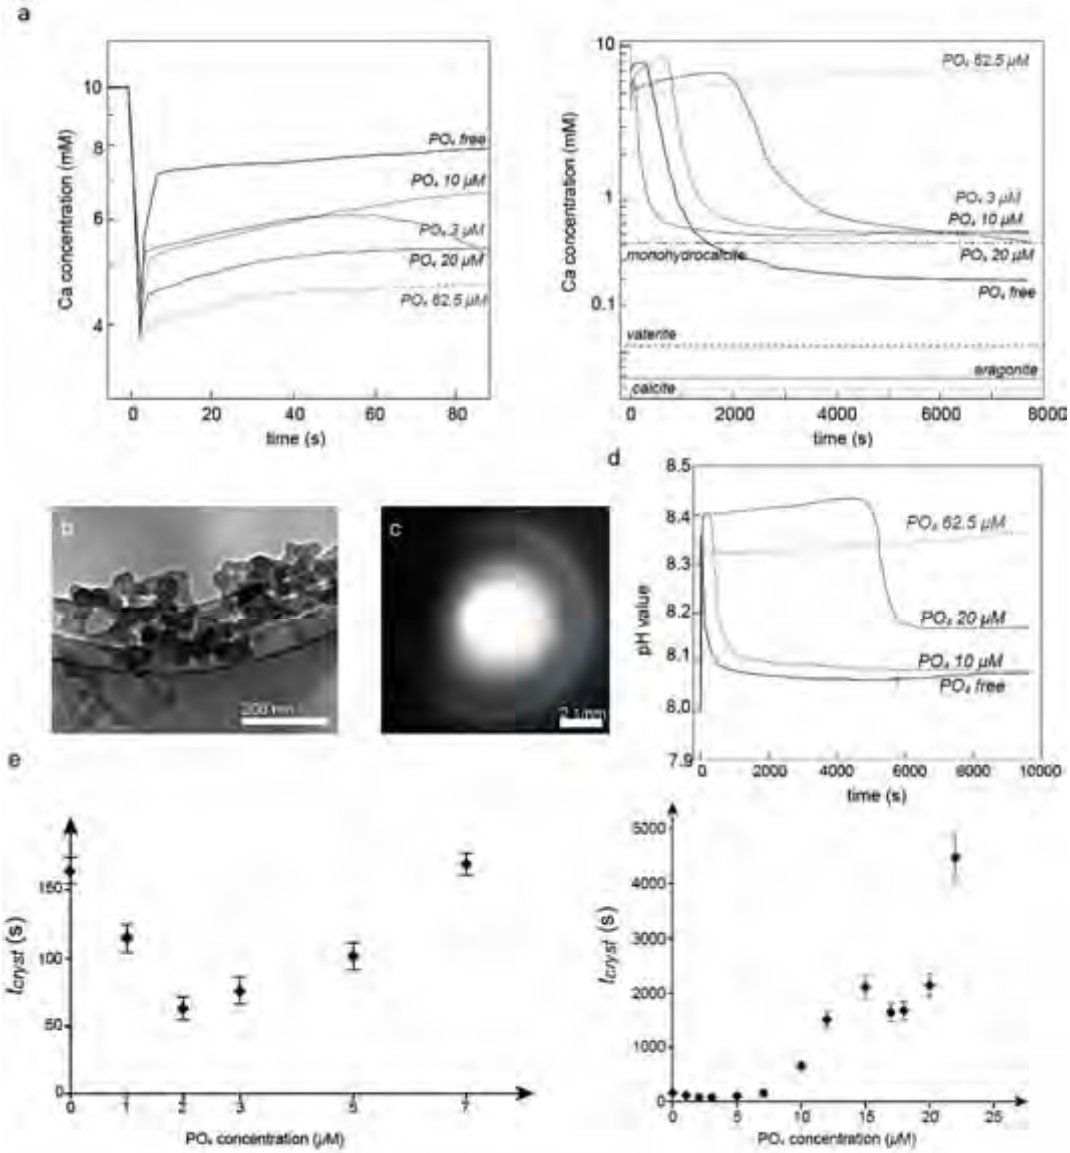 a
Ca concentration (mM)
10
8
6
4
PO₄ free
PO₄ 10 µM
PO₄ 3 µM
PO₄ 20 µM
PO₄ 62.5 µM
0 20 40 60 80
time (s)
Ca concentration (mM)
10
1
0.1
PO₄ 62.5 µM
PO₄ 3 µM
PO₄ 10 µM
monohydrocalcite
PO₄ 20 µM
PO₄ free
vaterite
aragonite
calcite
0 2000 4000 6000 8000
time (s)
b
200 nm
c
d
pH value
8.5
8.4
8.3
8.2
8.1
8.0
7.9
PO₄ 62.5 µM
PO₄ 20 µM
PO₄ 10 µM
PO₄ free
0 2000 4000 6000 8000 10000
time (s)
e
Icryst (s)
150
100
50
0
0 1 2 3 5 7
PO₄ concentration (µM)
Icryst (s)
5000
4000
3000
2000
1000
0
0 5 10 15 20 25
PO₄ concentration (µM)